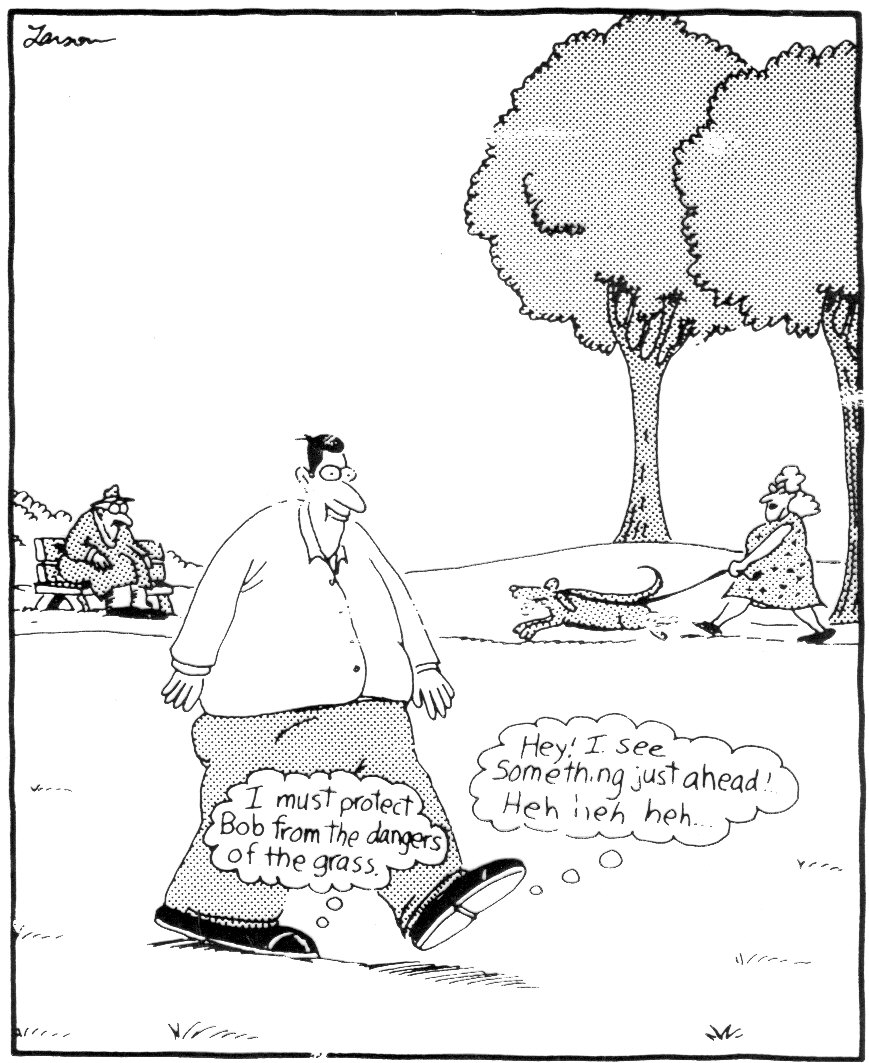 Larson
I must protect
Bob from the dangers
of the grass.
Hey! I see
Something just ahead!
Heh heh heh...